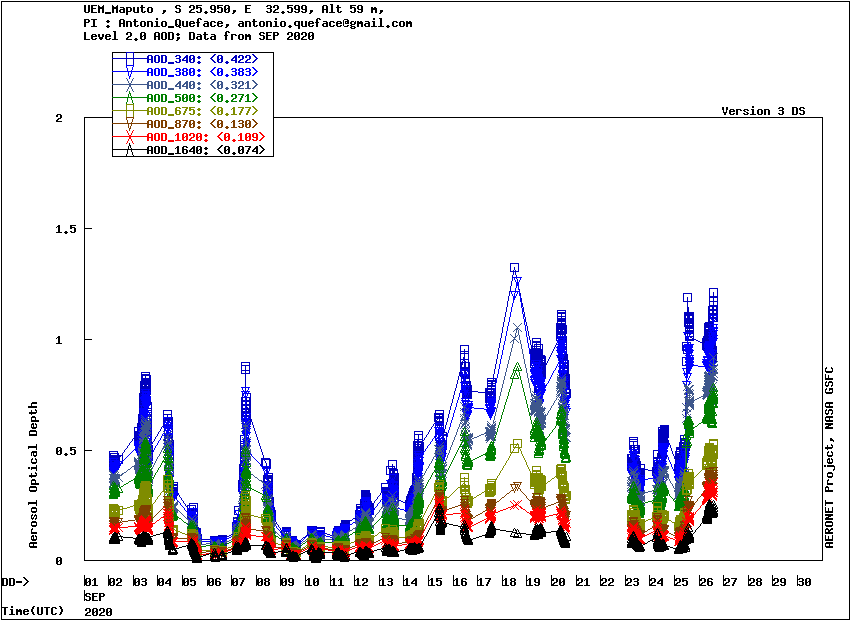 UEM_Maputo , S 25.950, E  32.599, Alt 59 m,
PI : Antonio_Queface, antonio.queface@gmail.com
Level 2.0 AOD; Data from SEP 2020
AOD_340: <0.422>
AOD_380: <0.383>
AOD_440: <0.321>
AOD_500: <0.271>
AOD_675: <0.177>
AOD_870: <0.130>
AOD_1020: <0.109>
AOD_1640: <0.074>
Version 3 DS
2
1.5
1
0.5
0
Aerosol Optical Depth
AERONET Project, NASA GSFC
DD-> 01 02 03 04 05 06 07 08 09 10 11 12 13 14 15 16 17 18 19 20 21 22 23 24 25 26 27 28 29 30
SEP
Time(UTC) 2020